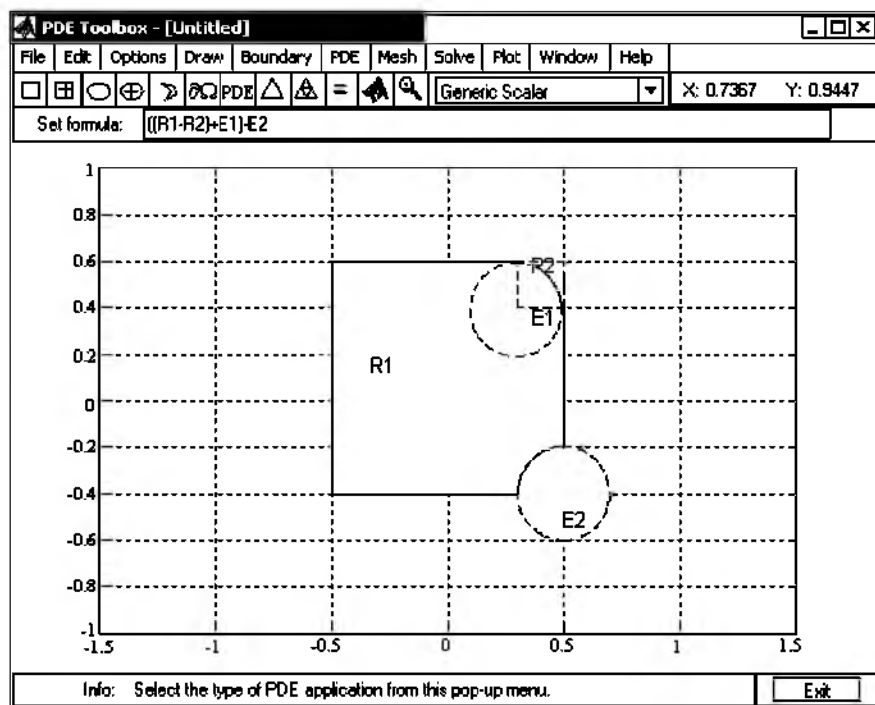 PDE Toolbox - [Untitled]
File Edit Options Draw Boundary PDE Mesh Solve Plot Window Help
∂Ω PDE = Generic Scalar X: 0.7367 Y: 0.9447
Set formula: ((R1-R2)+E1)-E2
1
0.8
0.6
R2
0.4
E1
0.2
R1
0
-0.2
-0.4
E2
-0.6
-0.8
-1
-1.5 -1 -0.5 0 0.5 1 1.5
Info: Select the type of PDE application from this pop-up menu. Exit